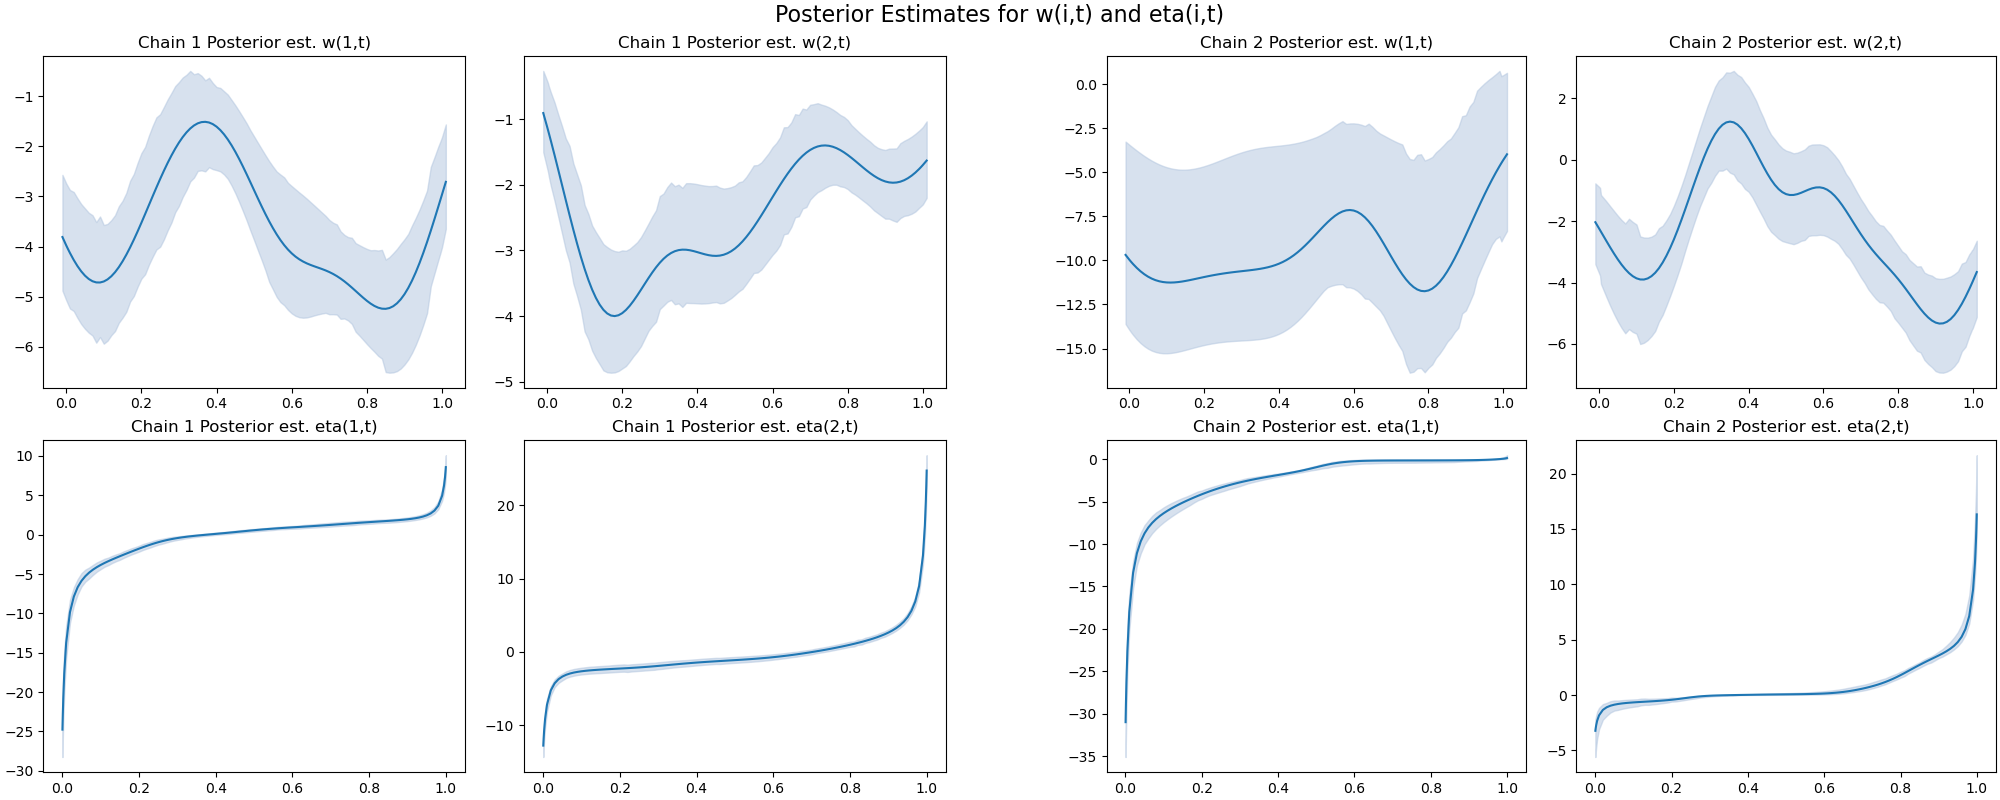 Posterior Estimates for w(i,t) and eta(i,t)
Chain 1 Posterior est. w(1,t)
−1
−2
−3
−4
−5
−6
0.0 0.2 0.4 0.6 0.8 1.0
Chain 1 Posterior est. w(2,t)
−1
−2
−3
−4
−5
0.0 0.2 0.4 0.6 0.8 1.0
Chain 2 Posterior est. w(1,t)
0.0
−2.5
−5.0
−7.5
−10.0
−12.5
−15.0
0.0 0.2 0.4 0.6 0.8 1.0
Chain 2 Posterior est. w(2,t)
2
0
−2
−4
−6
0.0 0.2 0.4 0.6 0.8 1.0
Chain 1 Posterior est. eta(1,t)
10
5
0
−5
−10
−15
−20
−25
−30
0.0 0.2 0.4 0.6 0.8 1.0
Chain 1 Posterior est. eta(2,t)
20
10
0
−10
0.0 0.2 0.4 0.6 0.8 1.0
Chain 2 Posterior est. eta(1,t)
0
−5
−10
−15
−20
−25
−30
−35
0.0 0.2 0.4 0.6 0.8 1.0
Chain 2 Posterior est. eta(2,t)
20
15
10
5
0
−5
0.0 0.2 0.4 0.6 0.8 1.0